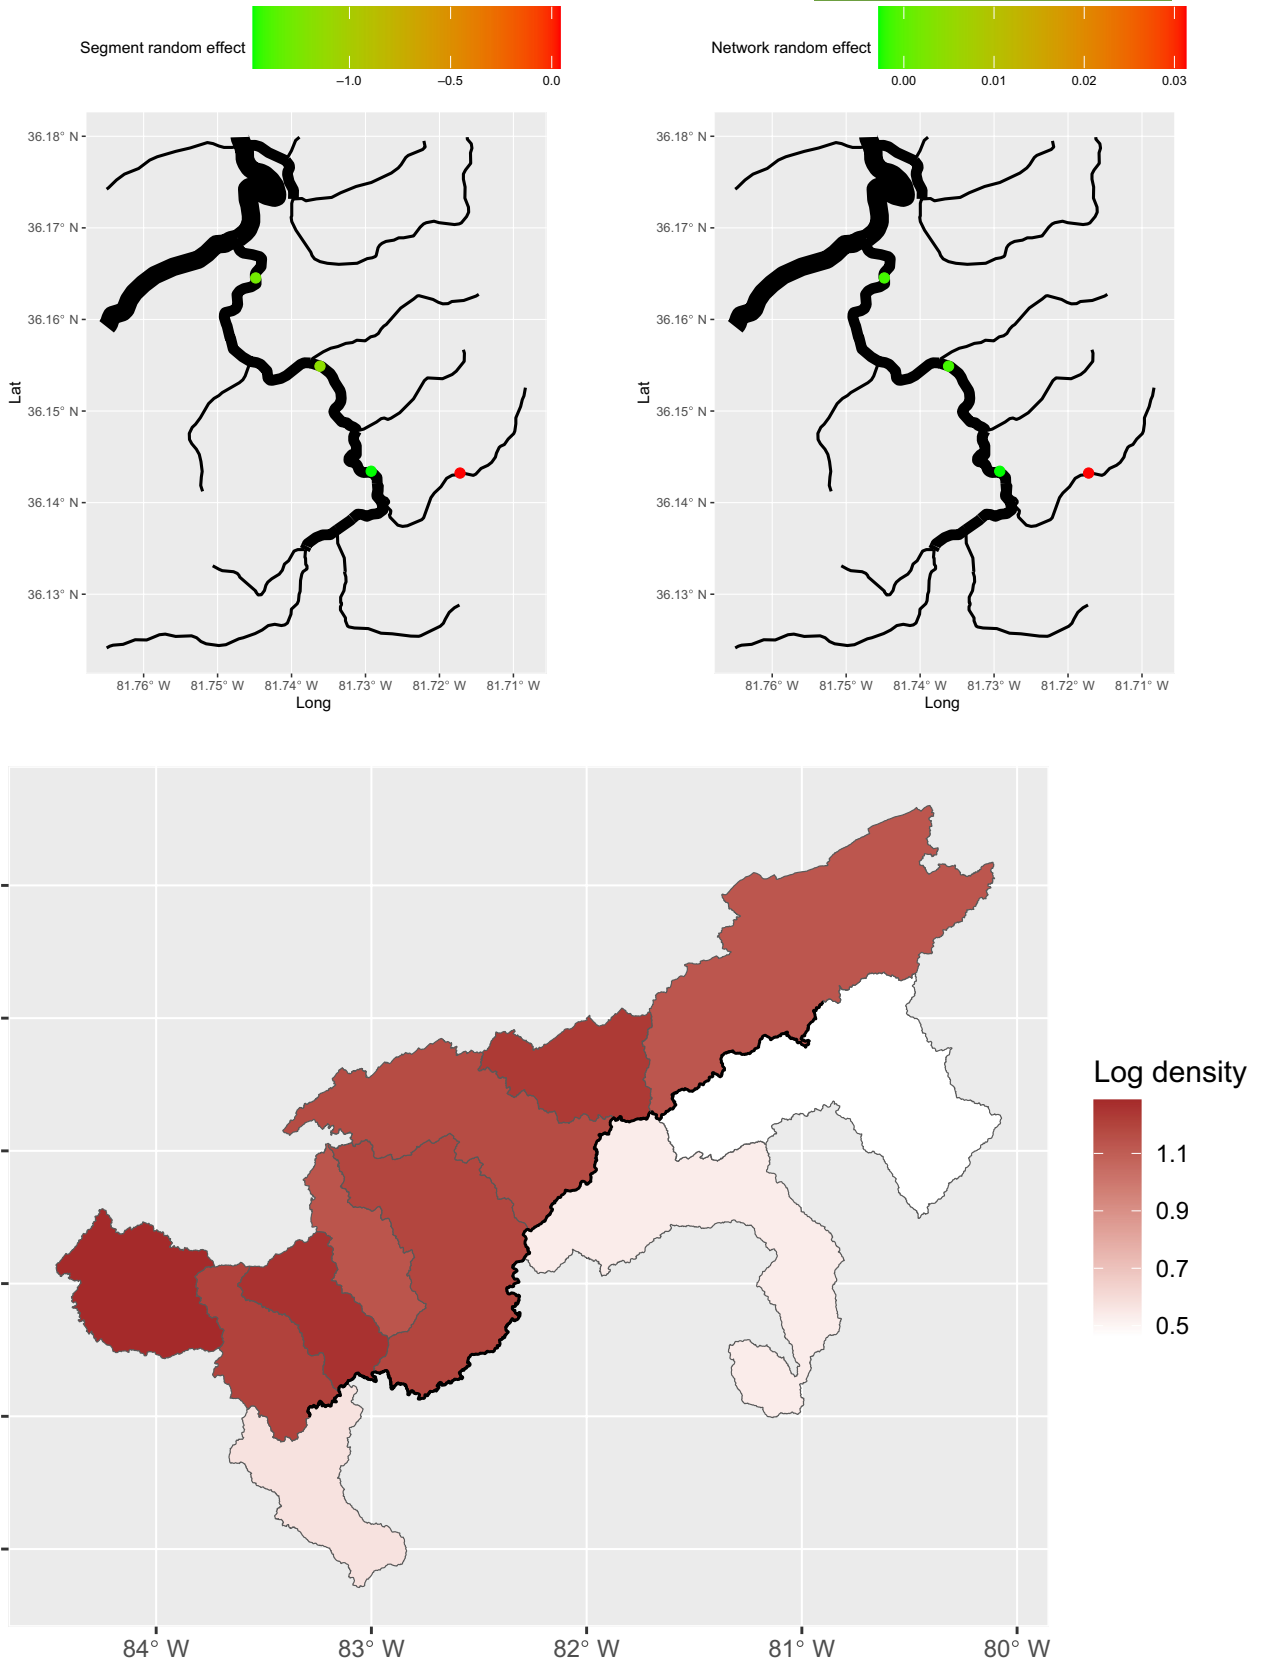 Segment random effect
−1.0 −0.5 0.0
Network random effect
0.00 0.01 0.02 0.03
36.18° N
36.17° N
36.16° N
36.15° N
36.14° N
36.13° N
Lat
81.76° W 81.75° W 81.74° W 81.73° W 81.72° W 81.71° W
Long
36.18° N
36.17° N
36.16° N
36.15° N
36.14° N
36.13° N
Lat
81.76° W 81.75° W 81.74° W 81.73° W 81.72° W 81.71° W
Long
Log density
1.1
0.9
0.7
0.5
84° W 83° W 82° W 81° W 80° W